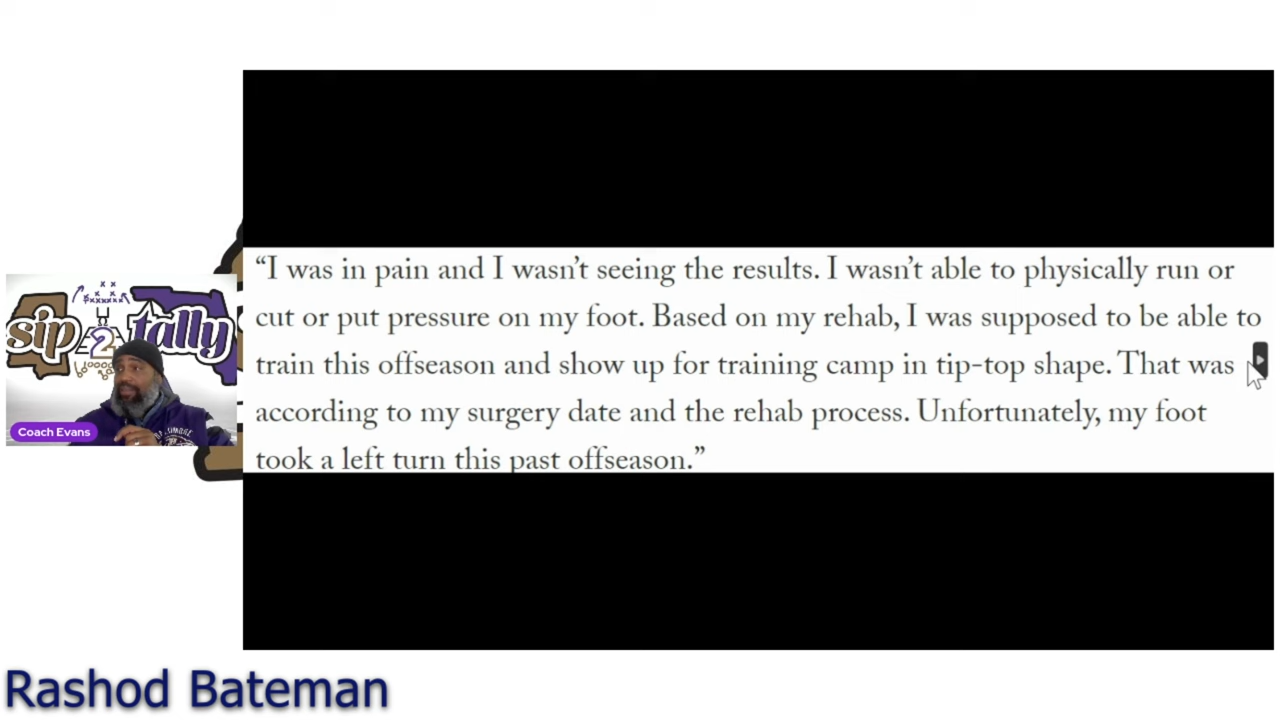 “I was in pain and I wasn’t seeing the results. I wasn’t able to physically run or
cut or put pressure on my foot. Based on my rehab, I was supposed to be able to
train this offseason and show up for training camp in tip-top shape. That was
according to my surgery date and the rehab process. Unfortunately, my foot
took a left turn this past offseason.”
sip 2 tally
Coach Evans
Rashod Bateman